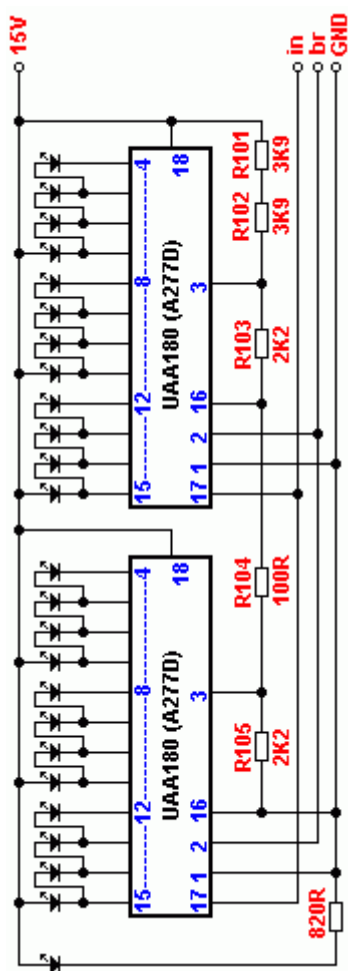 15V
in
br
GND
4
8
12
15
18
UAA180 (A277D)
3
16
2
1
17
R101
3K9
R102
3K9
R103
2K2
R104
100R
4
8
12
15
18
UAA180 (A277D)
3
16
2
1
17
R105
2K2
820R